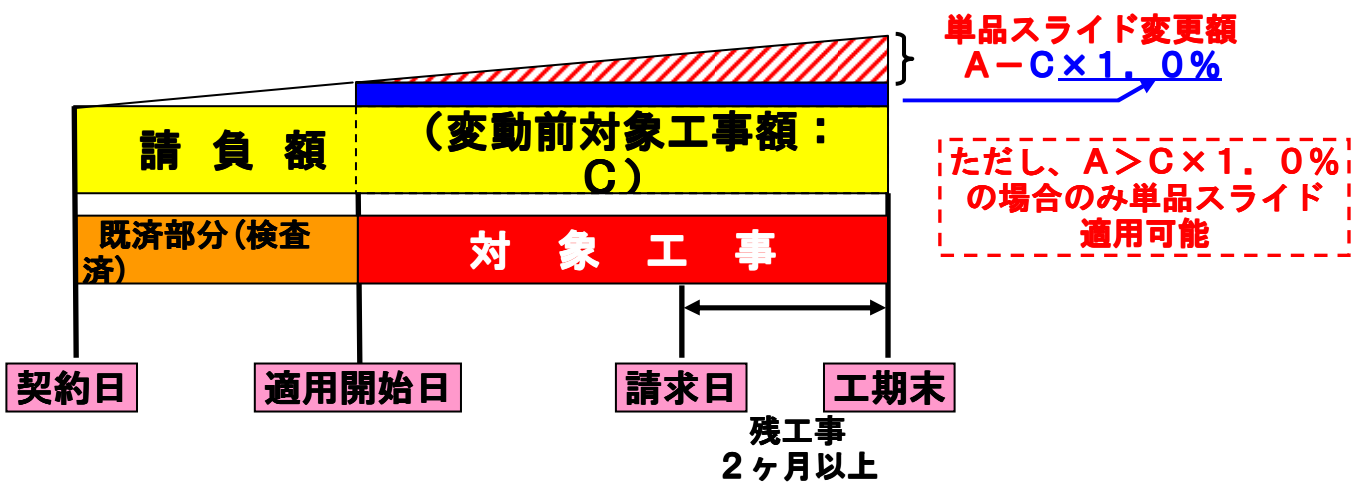 単品スライド変更額
A－C×1．0％
請負額
（変動前対象工事額：
C）
ただし、A＞C×1．0％
の場合のみ単品スライド
適用可能
既済部分(検査
済)
対象工事
契約日
適用開始日
請求日
工期末
残工事
２ヶ月以上